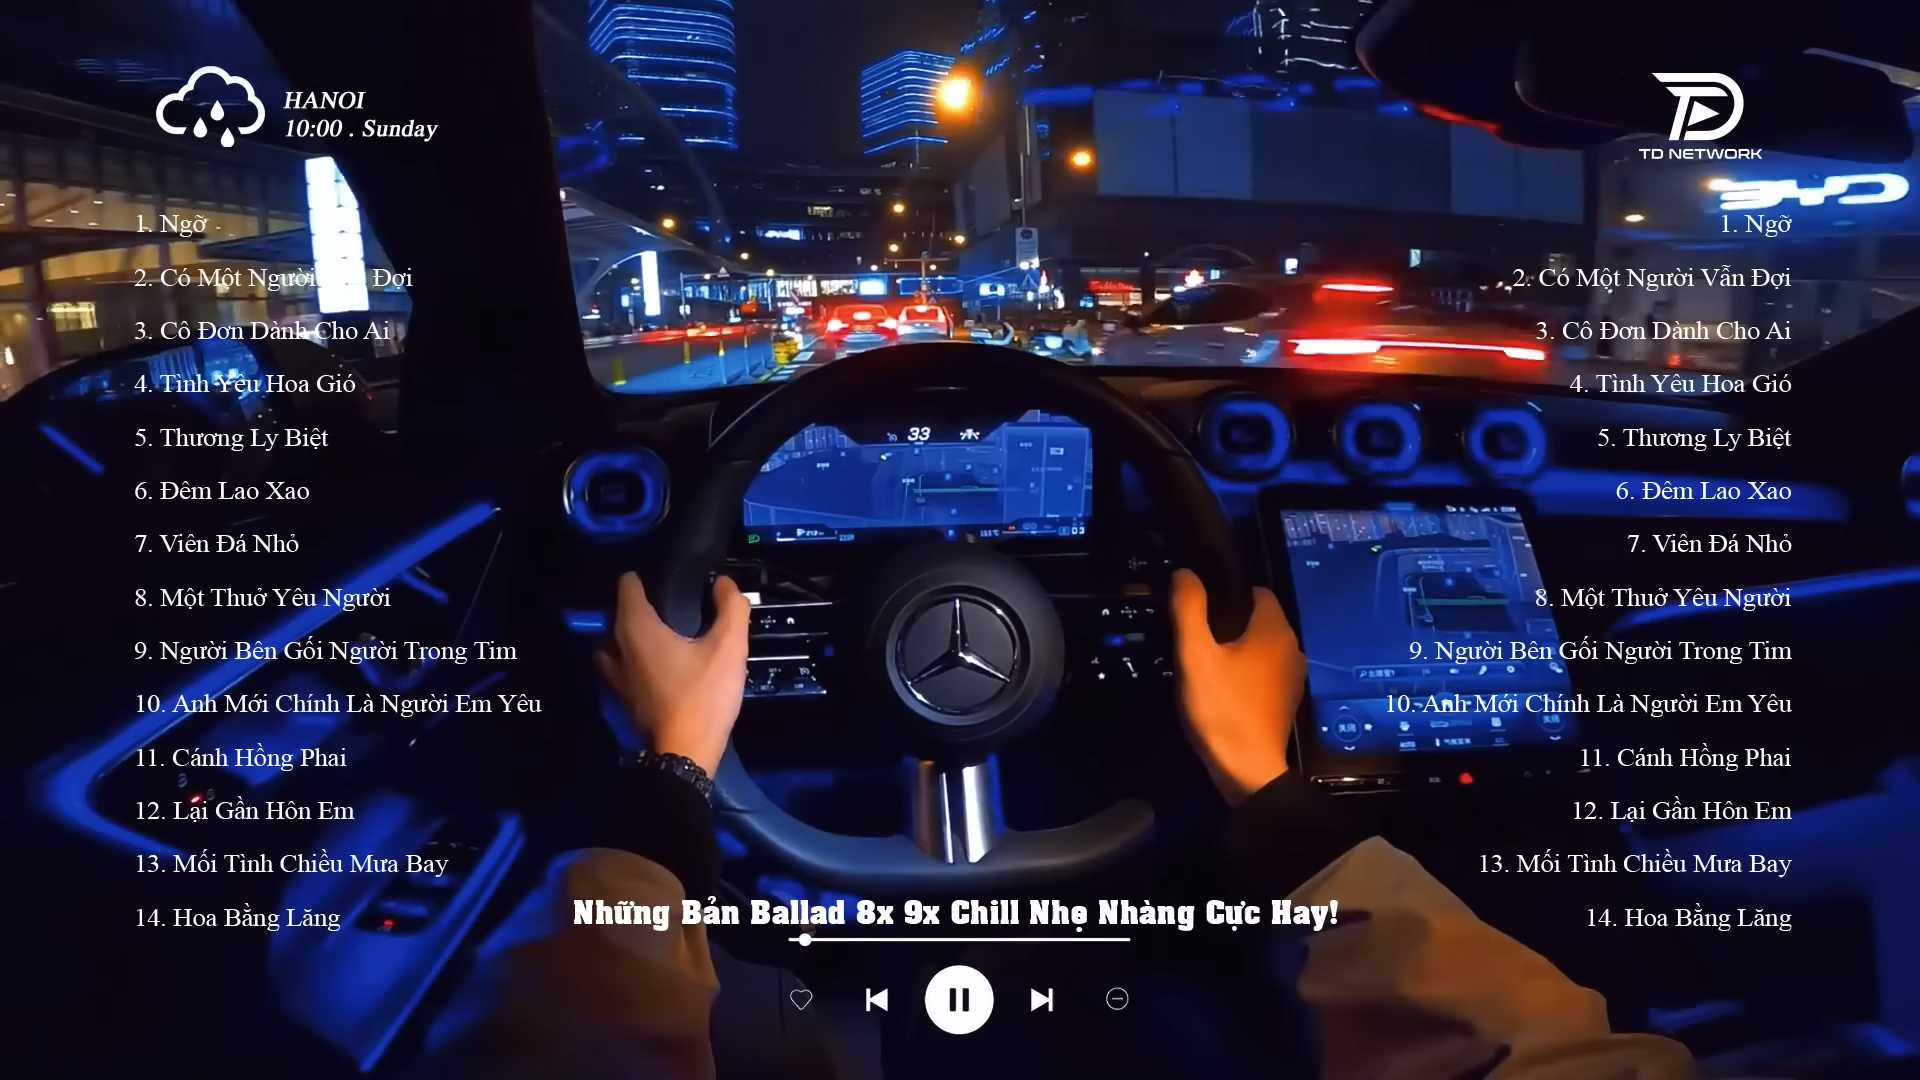 HANOI
10:00 . Sunday
TD NETWORK
BYD
1. Ngỡ
2. Có Một Người Vẫn Đợi
3. Cô Đơn Dành Cho Ai
4. Tình Yêu Hoa Gió
5. Thương Ly Biệt
6. Đêm Lao Xao
7. Viên Đá Nhỏ
8. Một Thuở Yêu Người
9. Người Bên Gối Người Trong Tim
10. Anh Mới Chính Là Người Em Yêu
11. Cánh Hồng Phai
12. Lại Gần Hôn Em
13. Mối Tình Chiều Mưa Bay
14. Hoa Bằng Lăng
1. Ngỡ
2. Có Một Người Vẫn Đợi
3. Cô Đơn Dành Cho Ai
4. Tình Yêu Hoa Gió
5. Thương Ly Biệt
6. Đêm Lao Xao
7. Viên Đá Nhỏ
8. Một Thuở Yêu Người
9. Người Bên Gối Người Trong Tim
10. Anh Mới Chính Là Người Em Yêu
11. Cánh Hồng Phai
12. Lại Gần Hôn Em
13. Mối Tình Chiều Mưa Bay
14. Hoa Bằng Lăng
33
Những Bản Ballad 8x 9x Chill Nhẹ Nhàng Cực Hay!